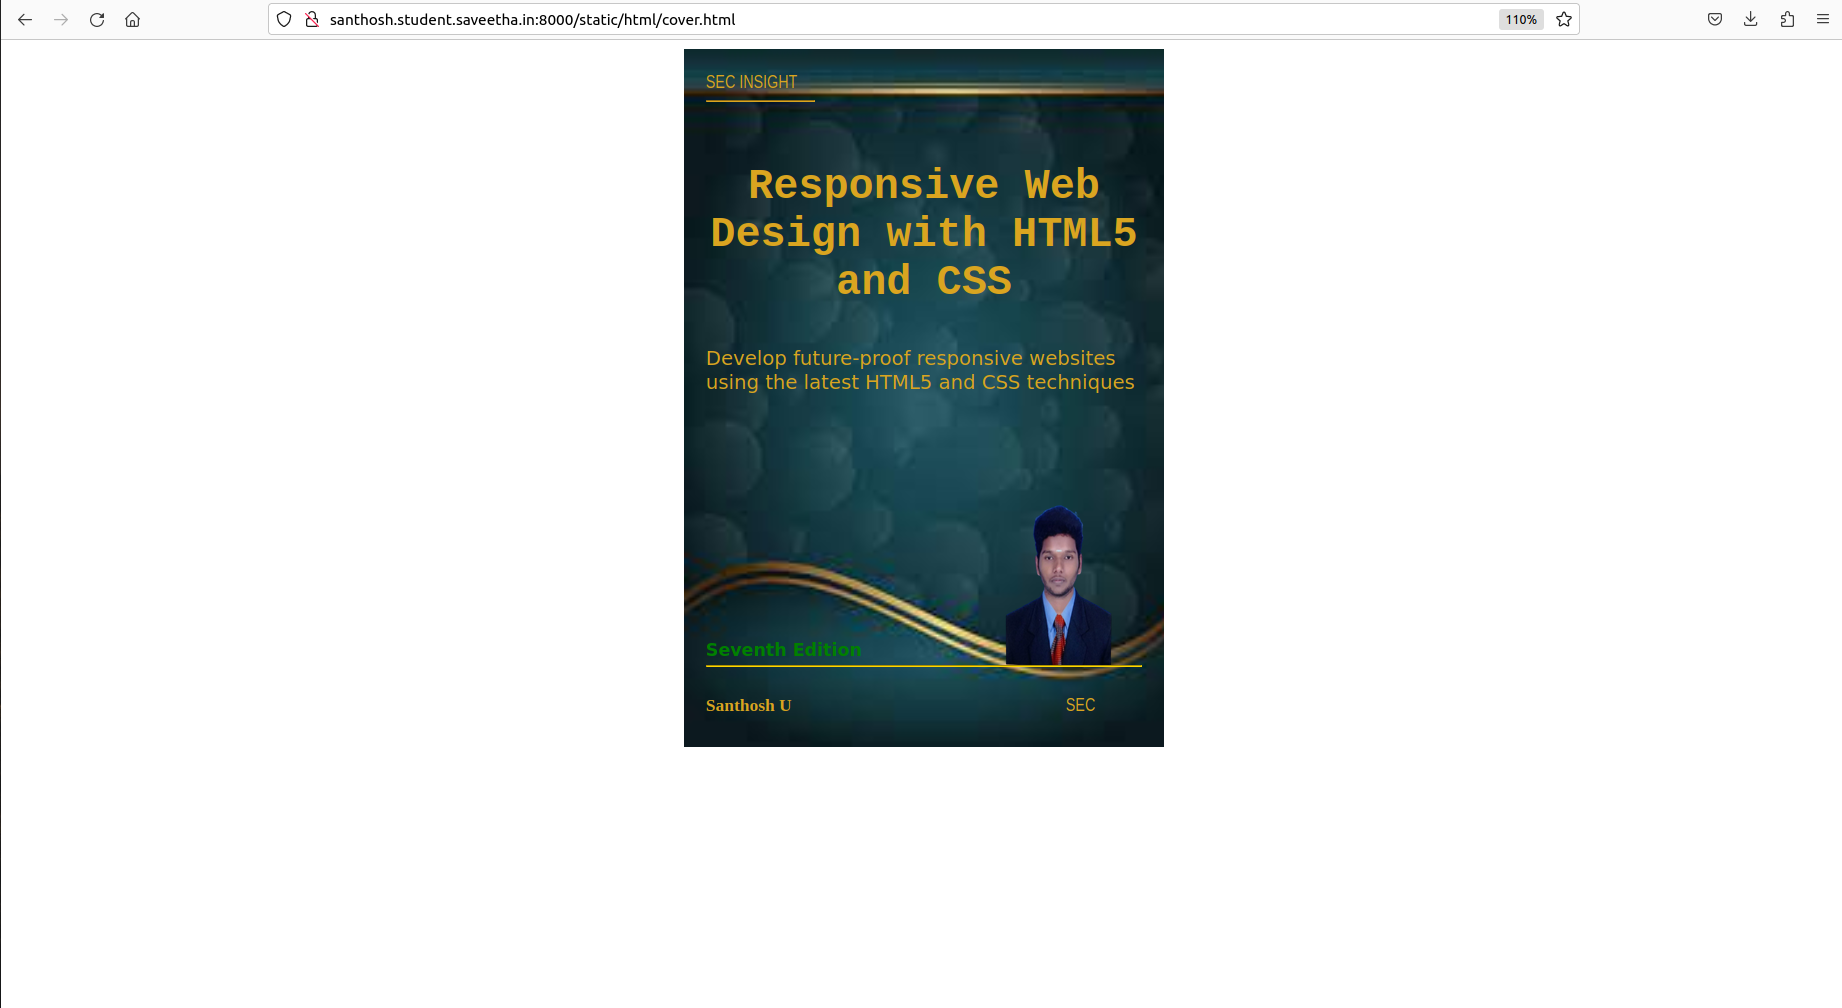 santhosh.student.saveetha.in:8000/static/html/cover.html
110%
SEC INSIGHT
Responsive Web
Design with HTML5
and CSS
Develop future-proof responsive websites
using the latest HTML5 and CSS techniques
Seventh Edition
Santhosh U
SEC